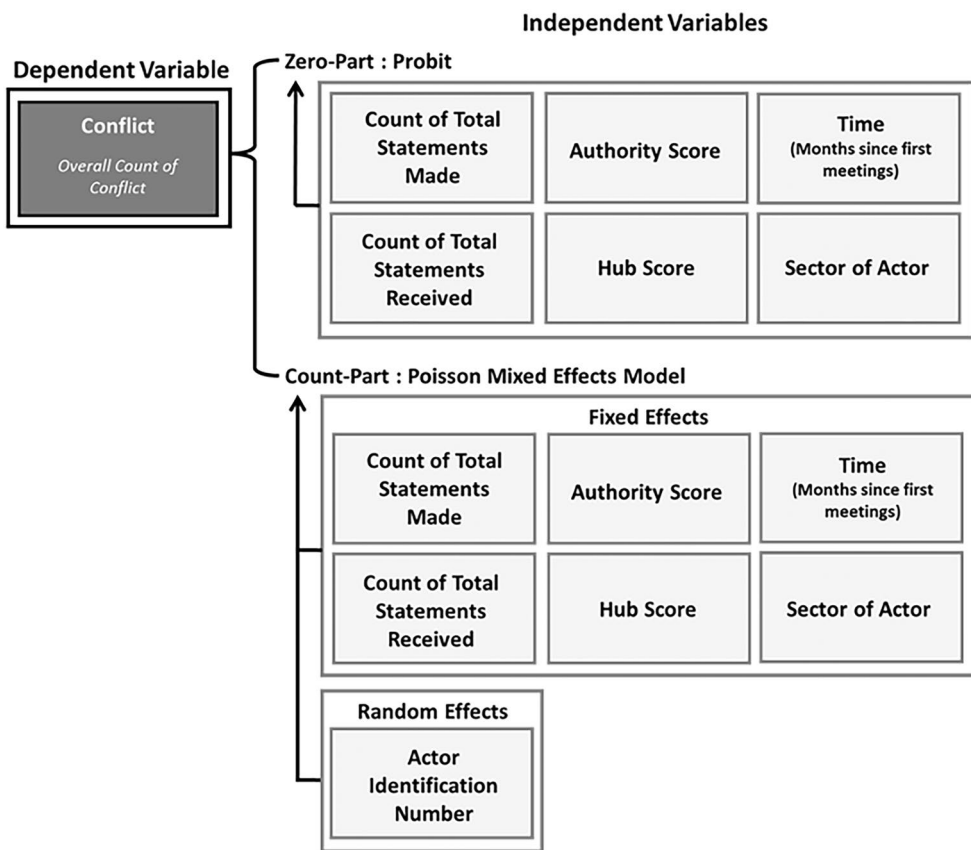 Independent Variables
Dependent Variable
Conflict
Overall Count of
Conflict
Zero-Part : Probit
Count of Total
Statements
Made
Authority Score
Time
(Months since first
meetings)
Count of Total
Statements
Received
Hub Score
Sector of Actor
Count-Part : Poisson Mixed Effects Model
Fixed Effects
Count of Total
Statements
Made
Authority Score
Time
(Months since first
meetings)
Count of Total
Statements
Received
Hub Score
Sector of Actor
Random Effects
Actor
Identification
Number